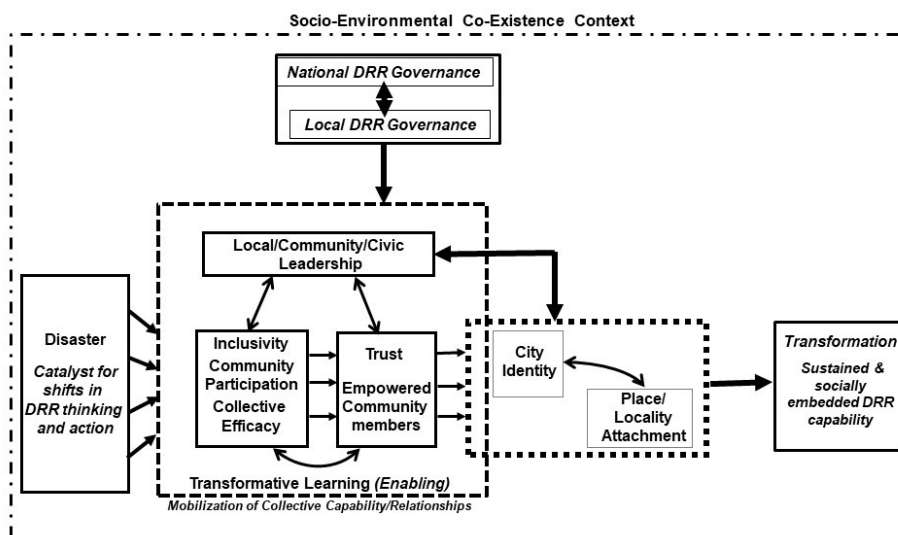 Socio-Environmental Co-Existence Context
National DRR Governance
Local DRR Governance
Local/Community/Civic
Leadership
Disaster
Catalyst for
shifts in
DRR thinking
and action
Inclusivity
Community
Participation
Collective
Efficacy
Trust
Empowered
Community
members
Transformative Learning (Enabling)
Mobilization of Collective Capability/Relationships
City
Identity
Place/
Locality
Attachment
Transformation
Sustained &
socially
embedded DRR
capability